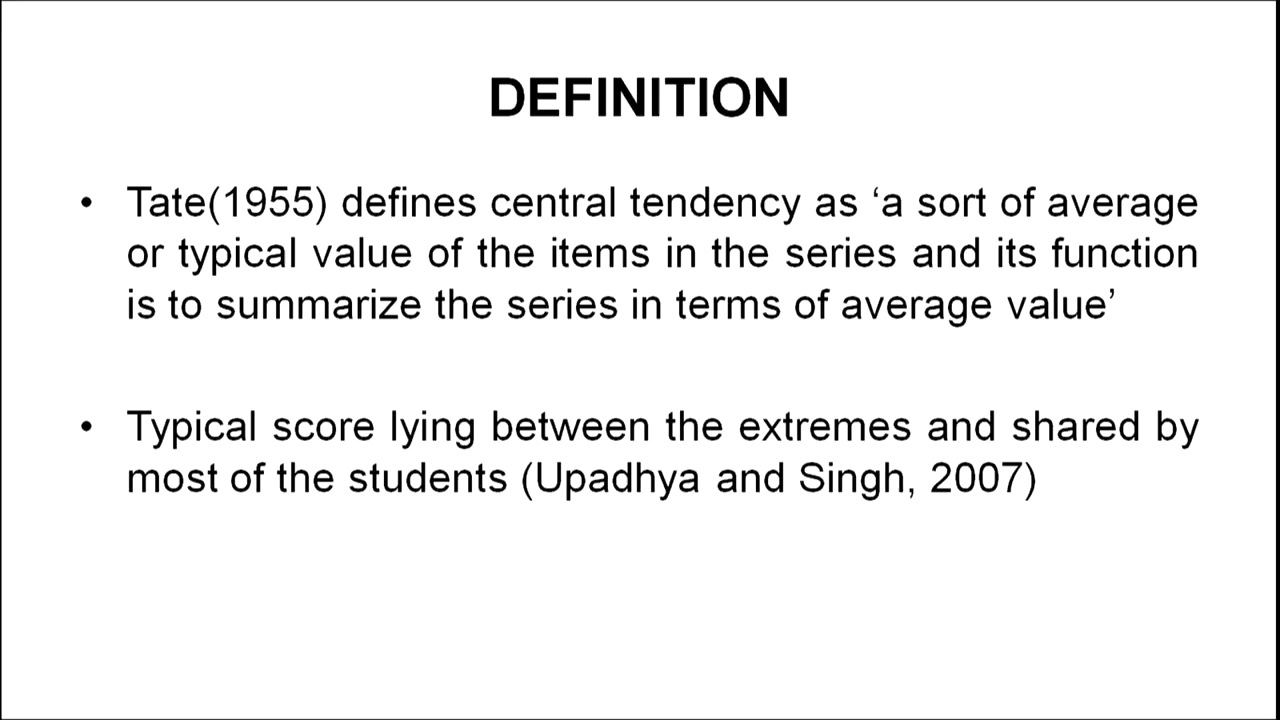 DEFINITION
• Tate(1955) defines central tendency as ‘a sort of average
or typical value of the items in the series and its function
is to summarize the series in terms of average value’
• Typical score lying between the extremes and shared by
most of the students (Upadhya and Singh, 2007)